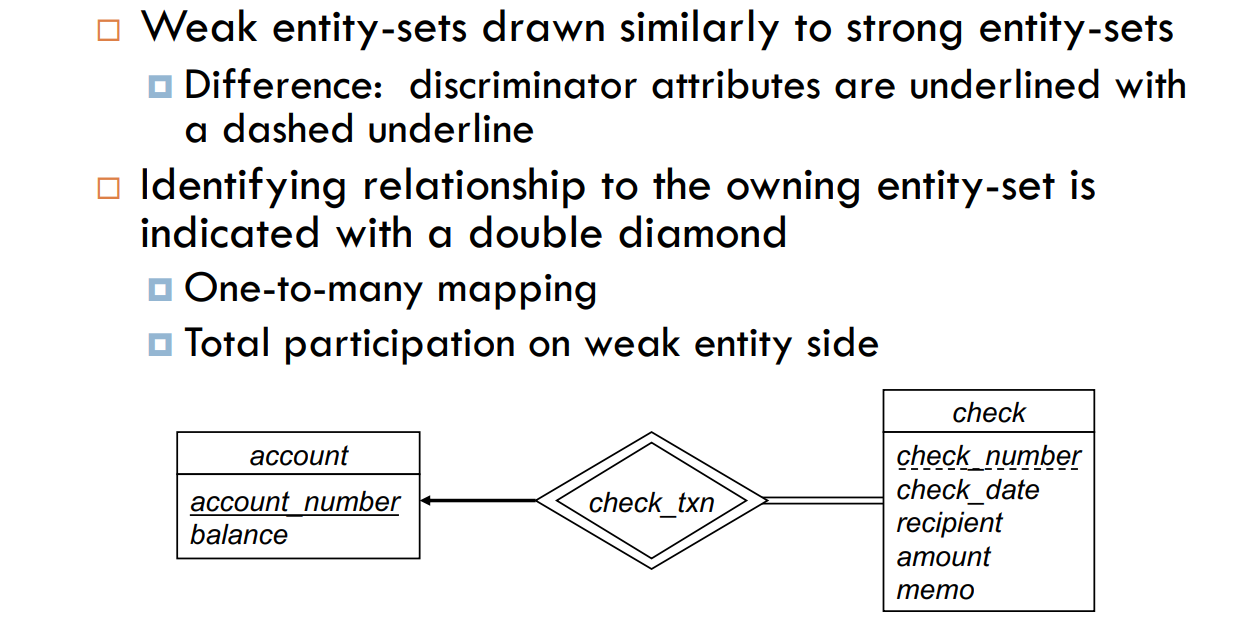 Weak entity-sets drawn similarly to strong entity-sets
Difference: discriminator attributes are underlined with
a dashed underline
Identifying relationship to the owning entity-set is
indicated with a double diamond
One-to-many mapping
Total participation on weak entity side
account
account_number
balance
check_txn
check
check_number
check_date
recipient
amount
memo